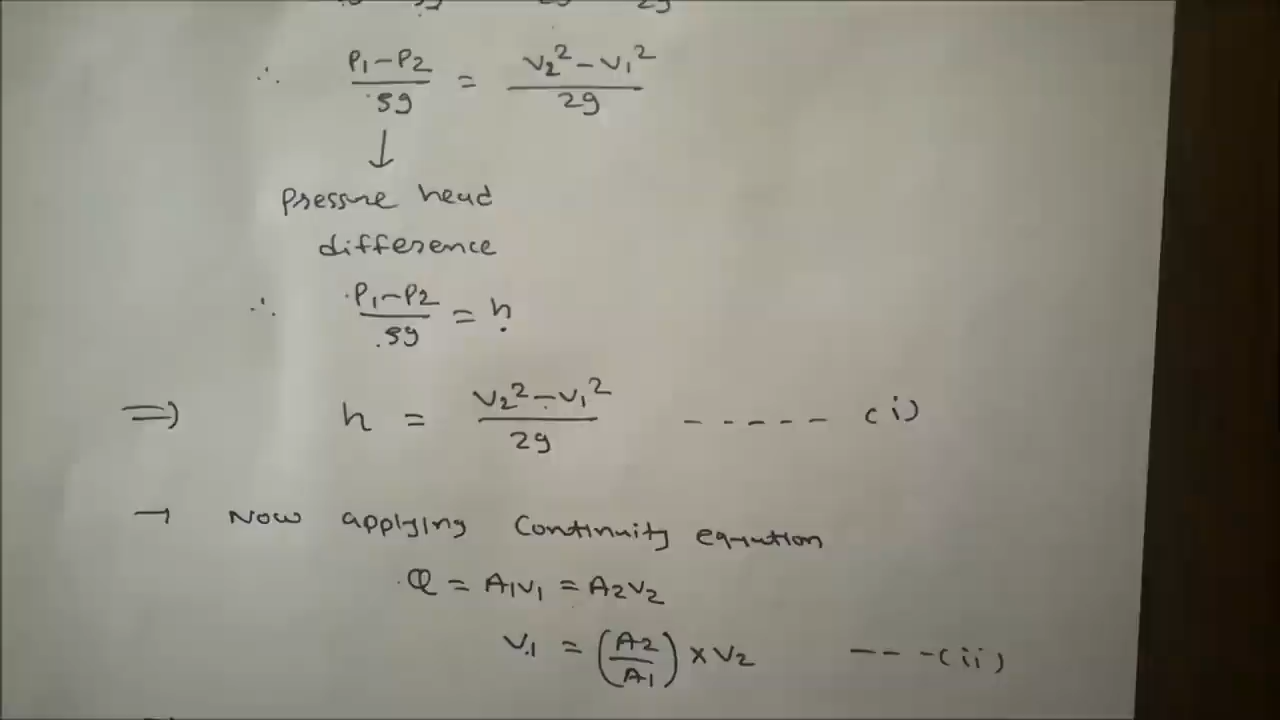 ∴ P₁-P₂/ρg = V₂²-V₁²/2g
↓
Pressure head
difference
∴ P₁-P₂/ρg = h
⇒ h = V₂²-V₁²/2g ----- (i)
→ Now applying Continuity equation
Q = A₁V₁ = A₂V₂
V₁ = (A₂/A₁) × V₂ --- (ii)